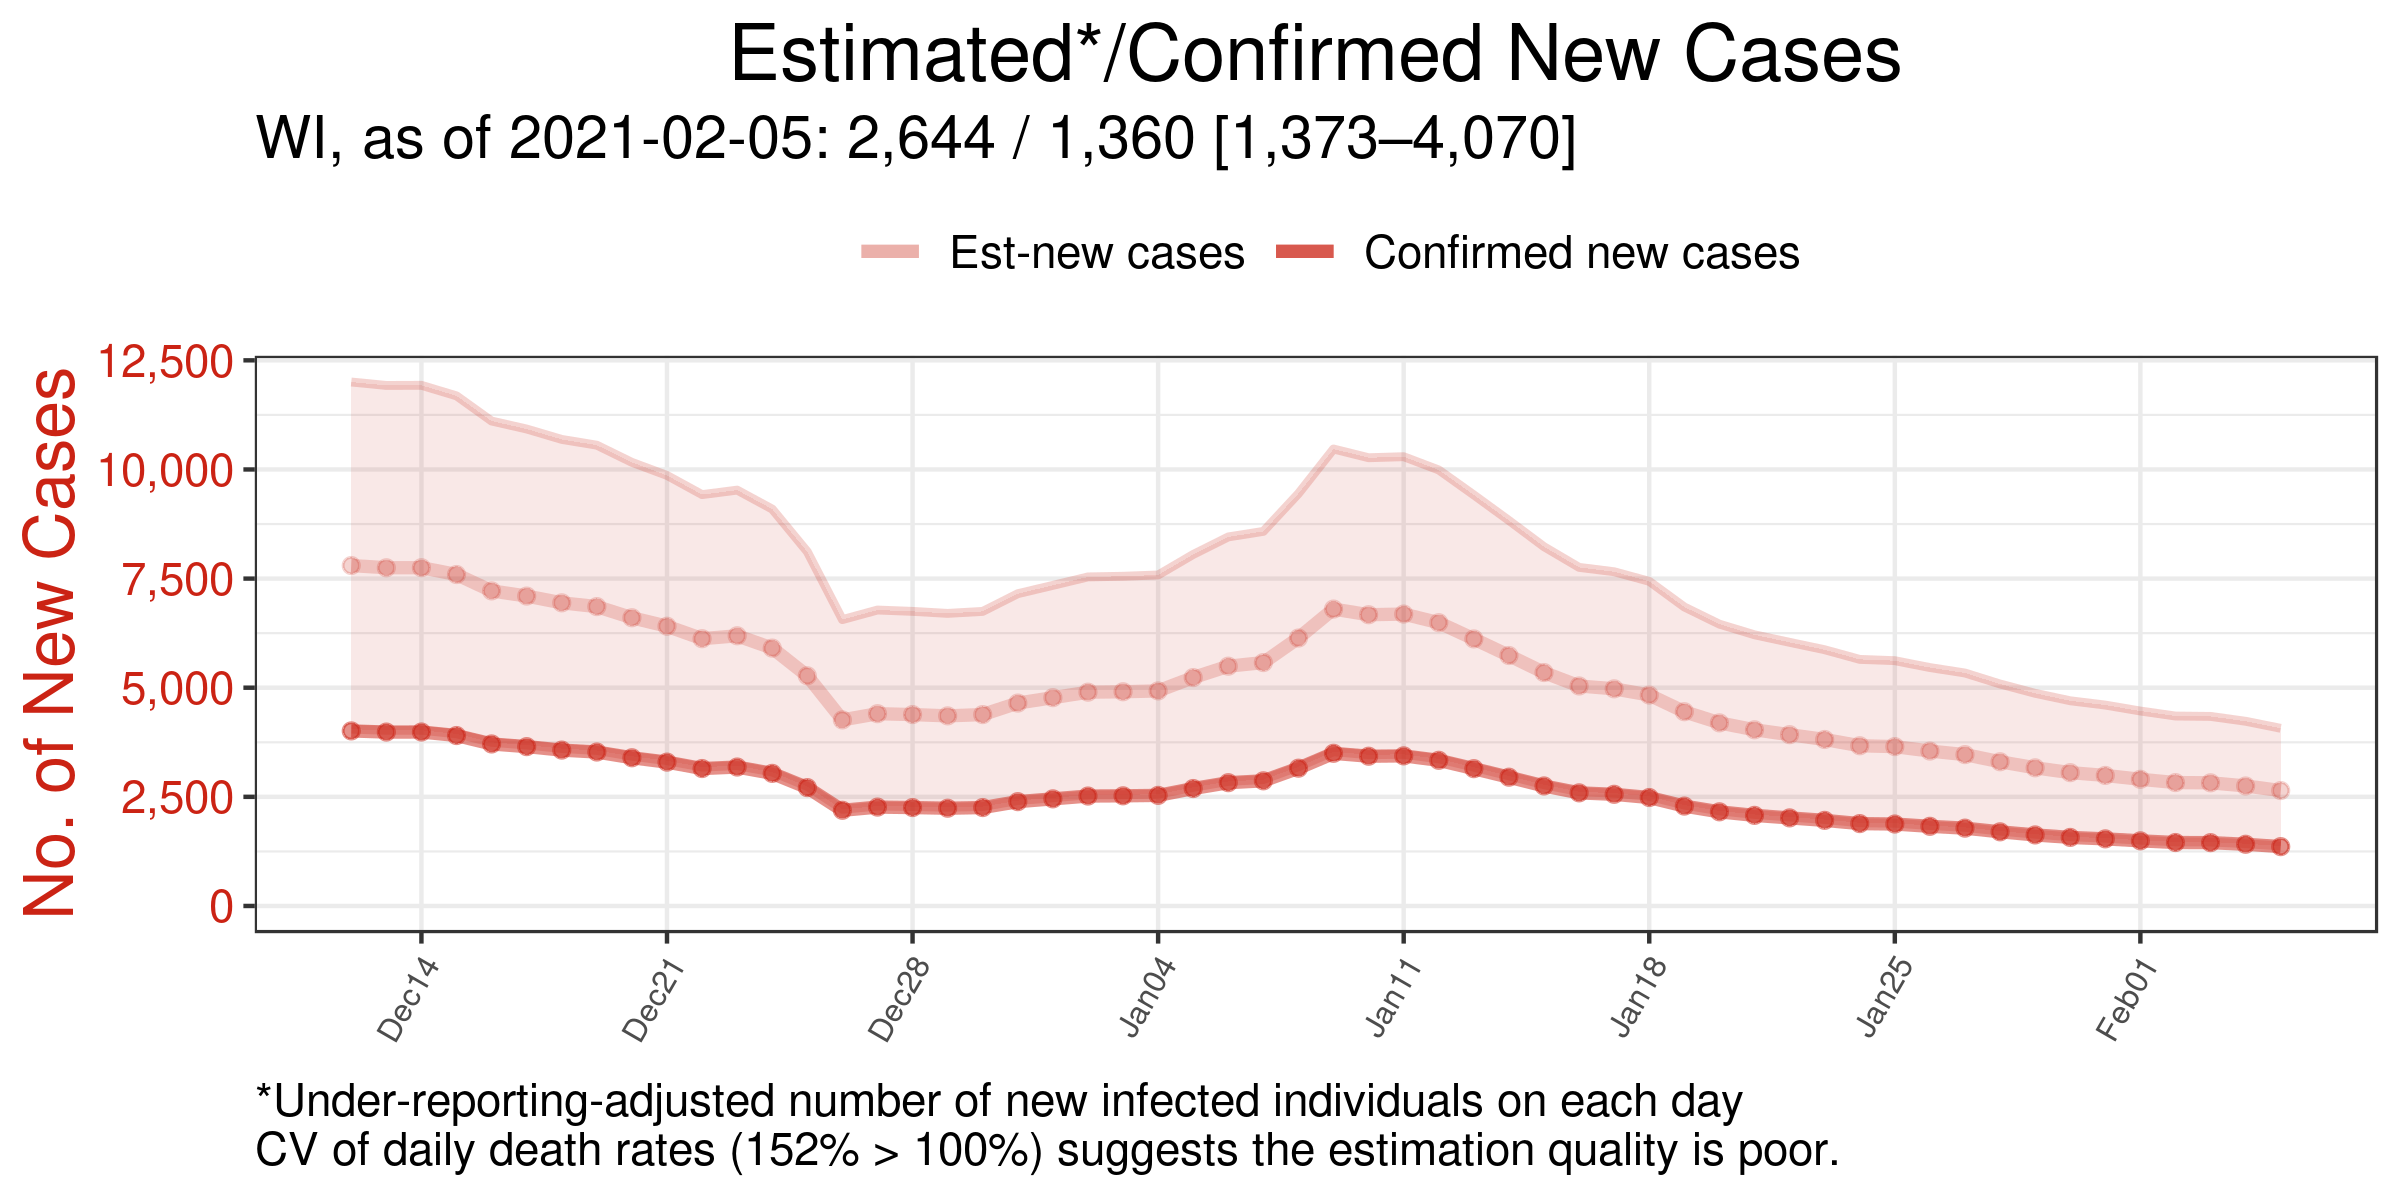 Estimated*/Confirmed New Cases
WI, as of 2021-02-05: 2,644 / 1,360 [1,373–4,070]
Est-new cases
Confirmed new cases
No. of New Cases
12,500
10,000
7,500
5,000
2,500
0
Dec14
Dec21
Dec28
Jan04
Jan11
Jan18
Jan25
Feb01
*Under-reporting-adjusted number of new infected individuals on each day
CV of daily death rates (152% > 100%) suggests the estimation quality is poor.